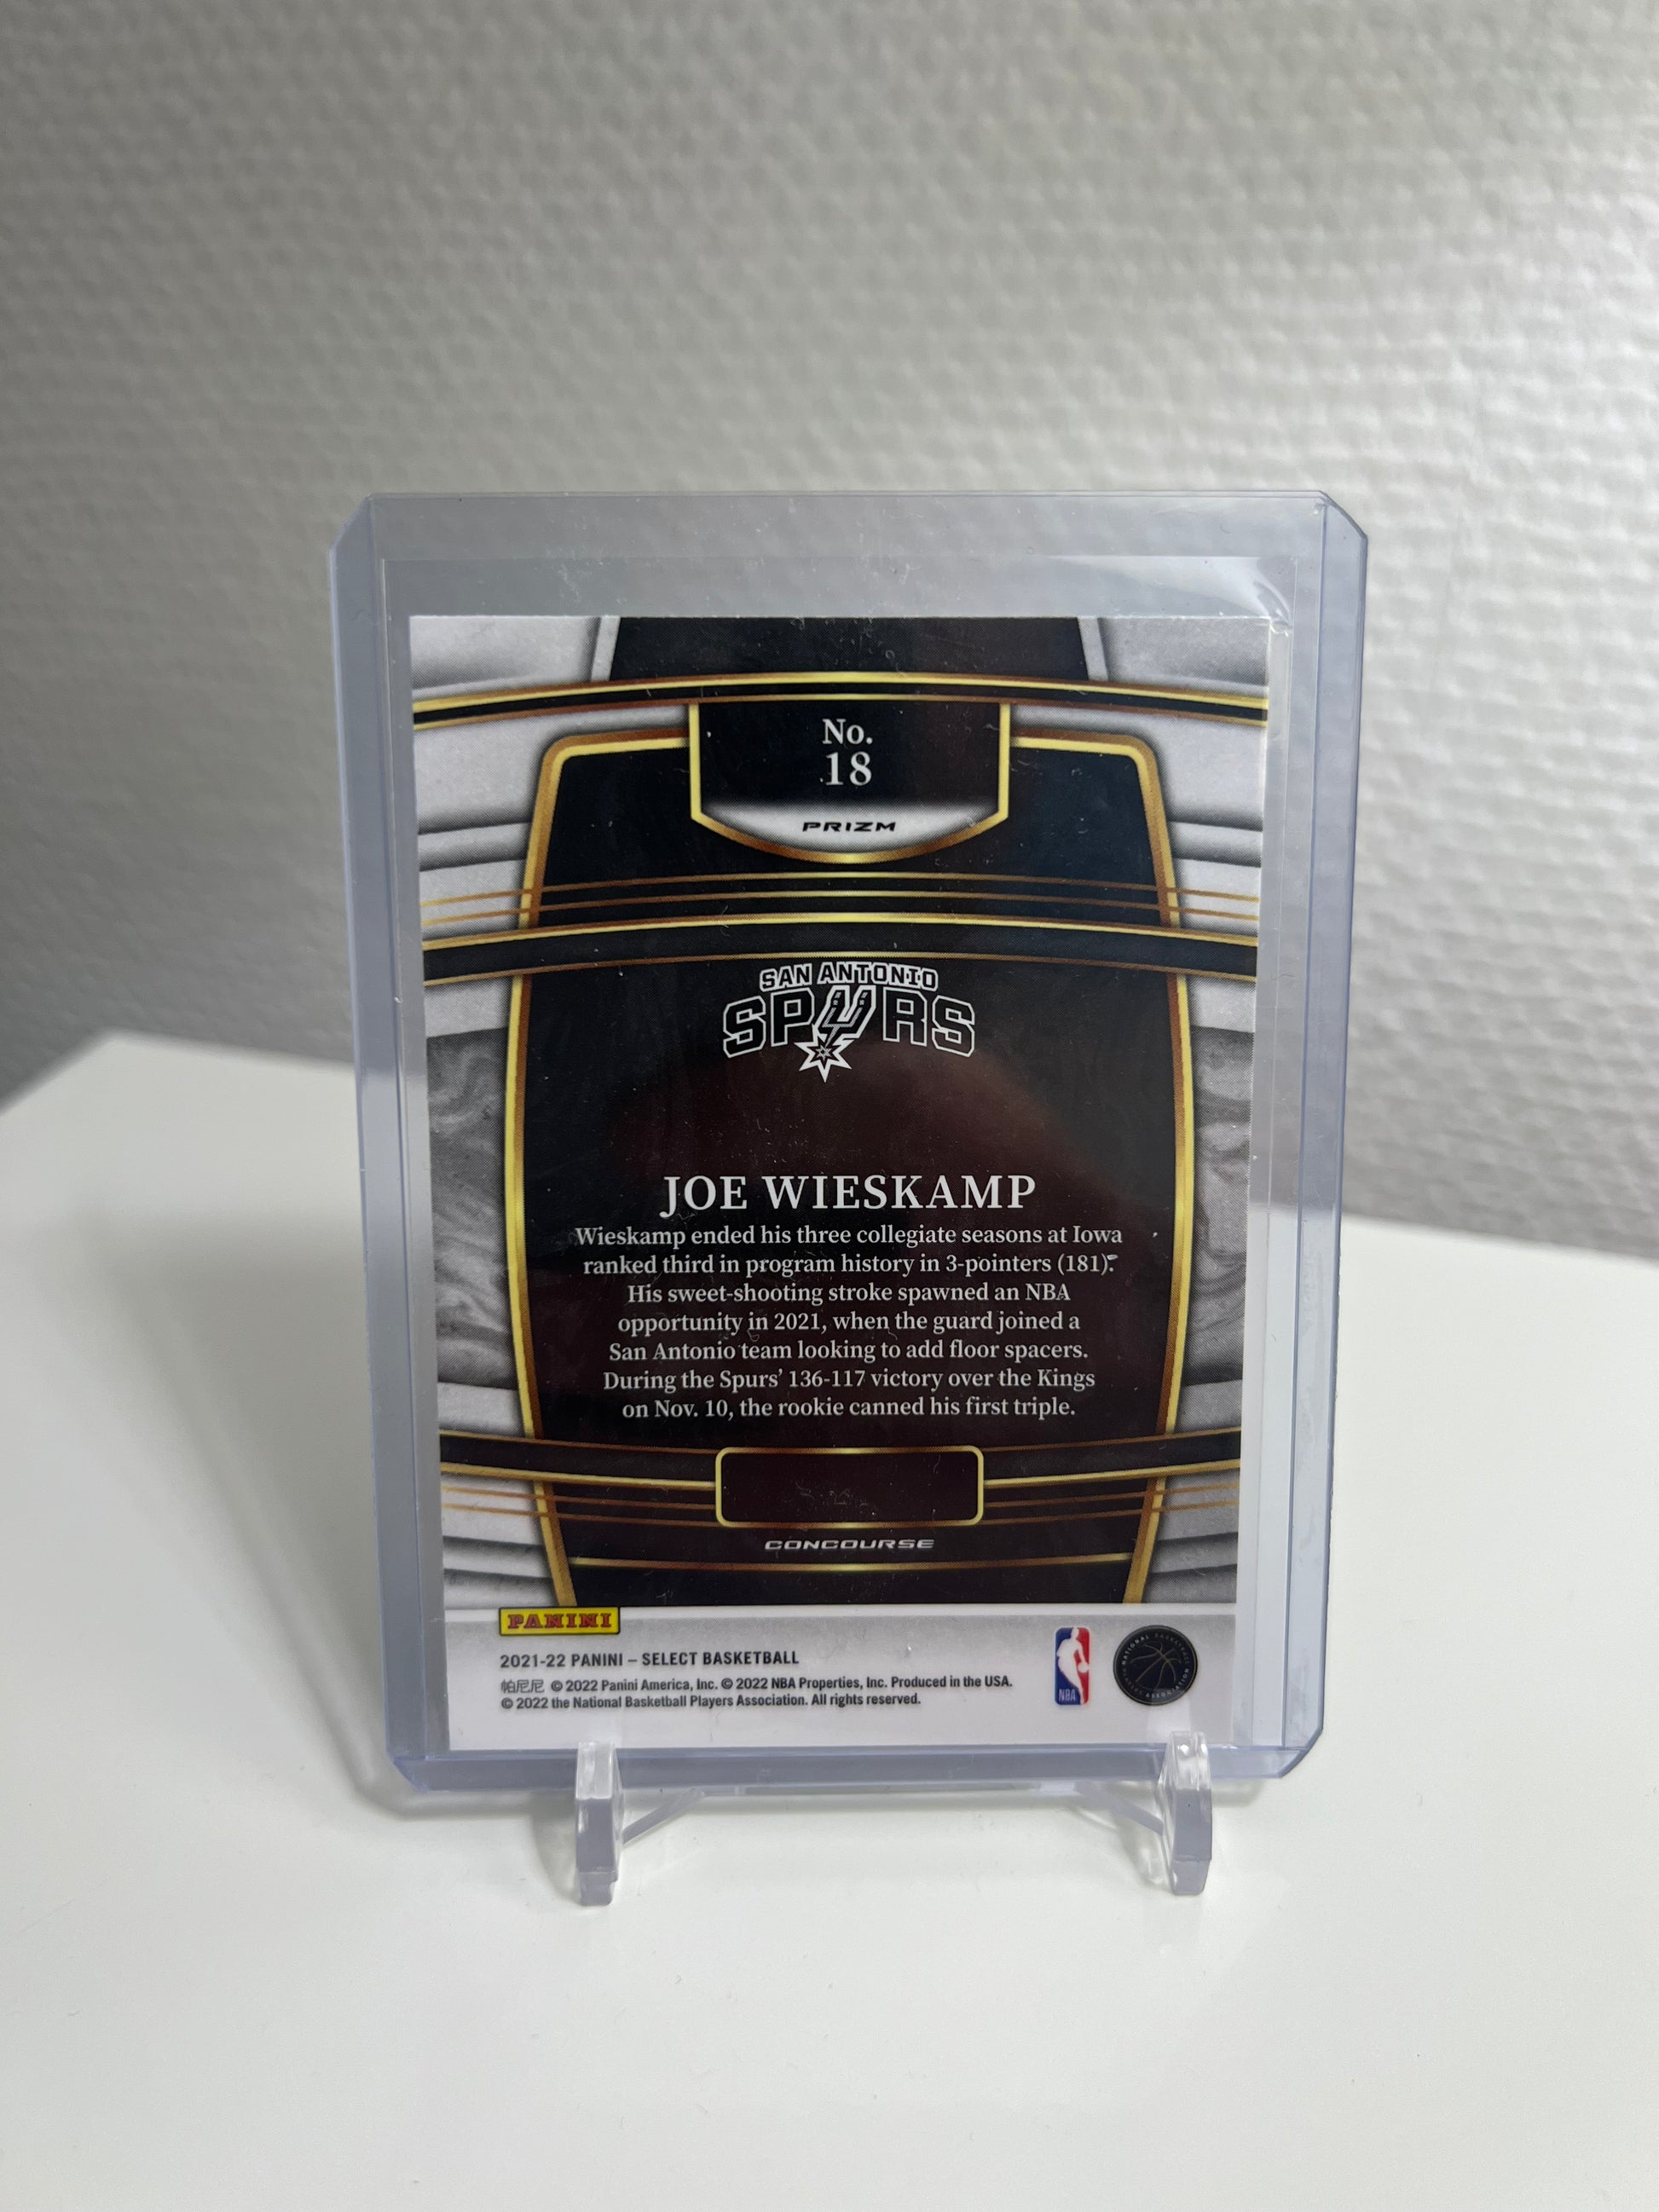 No.
18
PRIZM
SAN ANTONIO
SPURS
JOE WIESKAMP
Wieskamp ended his three collegiate seasons at Iowa
ranked third in program history in 3-pointers (181).
His sweet-shooting stroke spawned an NBA
opportunity in 2021, when the guard joined a
San Antonio team looking to add floor spacers.
During the Spurs' 136-117 victory over the Kings
on Nov. 10, the rookie canned his first triple.
CONCOURSE
PANINI
2021-22 PANINI – SELECT BASKETBALL
帕尼尼 © 2022 Panini America, Inc. © 2022 NBA Properties, Inc. Produced in the USA.
© 2022 the National Basketball Players Association. All rights reserved.
NBA
NATIONAL BASKETBALL
PLAYERS ASSOCIATION